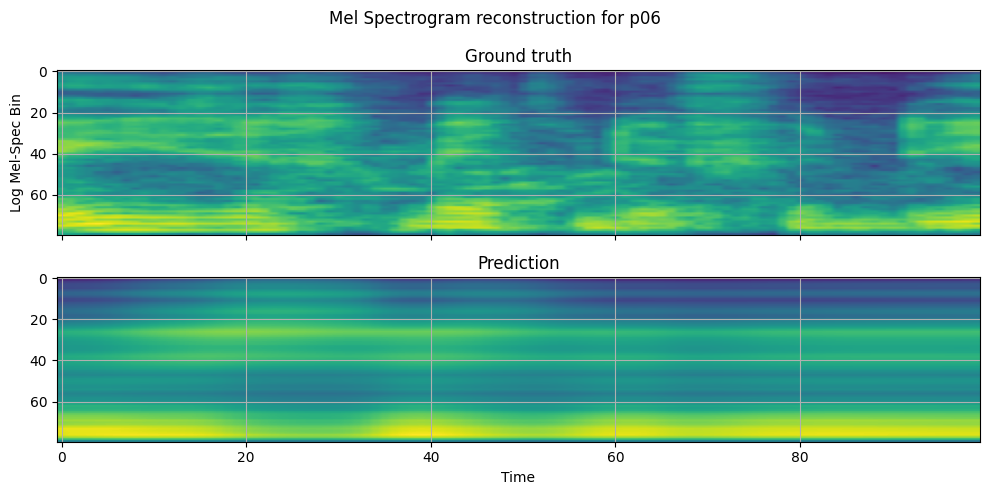 Mel Spectrogram reconstruction for p06
Ground truth
0
20
40
60
Log Mel-Spec Bin
Prediction
0
20
40
60
0 20 40 60 80
Time